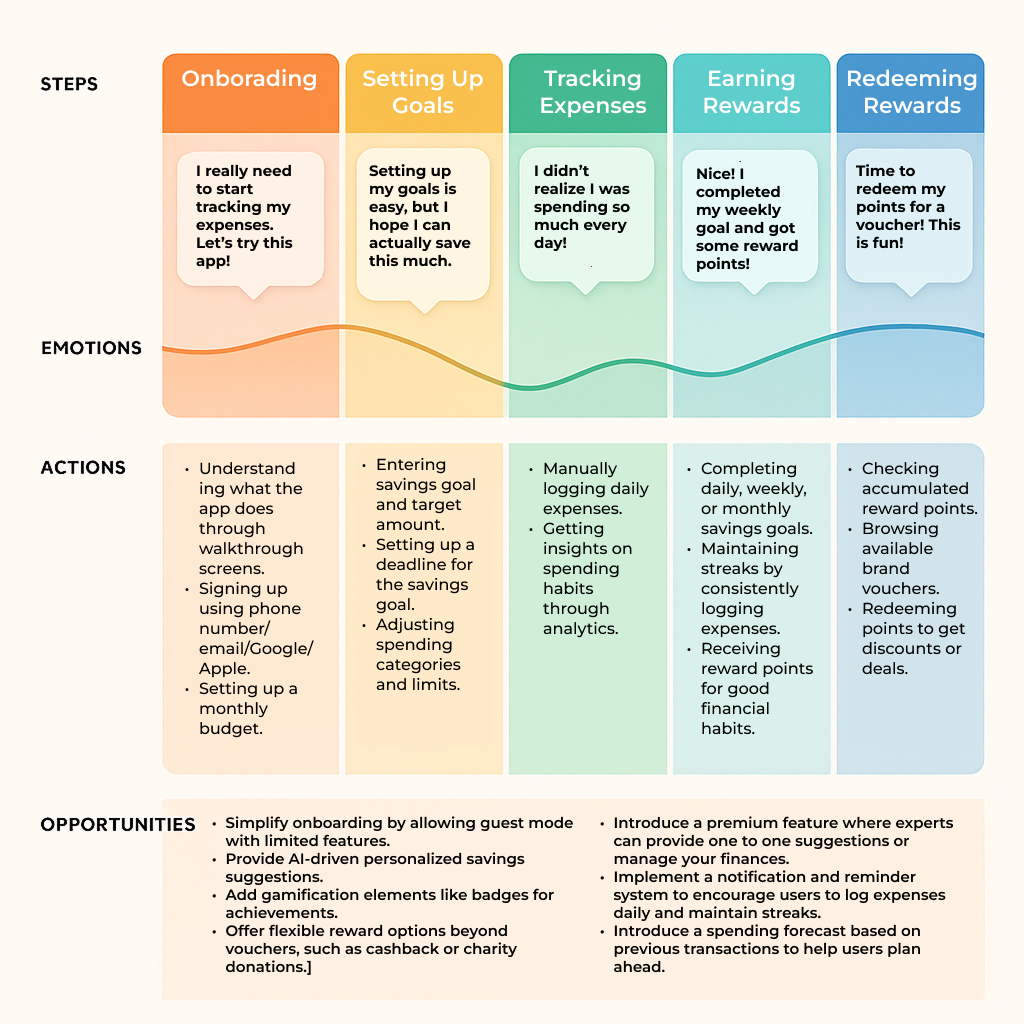 STEPS
Onborading
Setting Up
Goals
Tracking
Expenses
Earning
Rewards
Redeeming
Rewards
I really need
to start
tracking my
expenses.
Let's try this
app!
Setting up
my goals is
easy, but I
hope I can
actually save
this much.
I didn't
realize I was
spending so
much every
day!
Nice! I
completed
my weekly
goal and got
some reward
points!
Time to
redeem my
points for a
voucher! This
is fun!
EMOTIONS
ACTIONS
• Understand
ing what the
app does
through
walkthrough
screens.
• Signing up
using phone
number/
email/Google/
Apple.
• Setting up a
monthly
budget.
• Entering
savings goal
and target
amount.
• Setting up a
deadline for
the savings
goal.
• Adjusting
spending
categories
and limits.
• Manually
logging daily
expenses.
• Getting
insights on
spending
habits
through
analytics.
• Completing
daily, weekly,
or monthly
savings goals.
• Maintaining
streaks by
consistently
logging
expenses.
• Receiving
reward points
for good
financial
habits.
• Checking
accumulated
reward points.
• Browsing
available
brand
vouchers.
• Redeeming
points to get
discounts or
deals.
OPPORTUNITIES
• Simplify onboarding by allowing guest mode
with limited features.
• Provide AI-driven personalized savings
suggestions.
• Add gamification elements like badges for
achievements.
• Offer flexible reward options beyond
vouchers, such as cashback or charity
donations.]
• Introduce a premium feature where experts
can provide one to one suggestions or
manage your finances.
• Implement a notification and reminder
system to encourage users to log expenses
daily and maintain streaks.
• Introduce a spending forecast based on
previous transactions to help users plan
ahead.